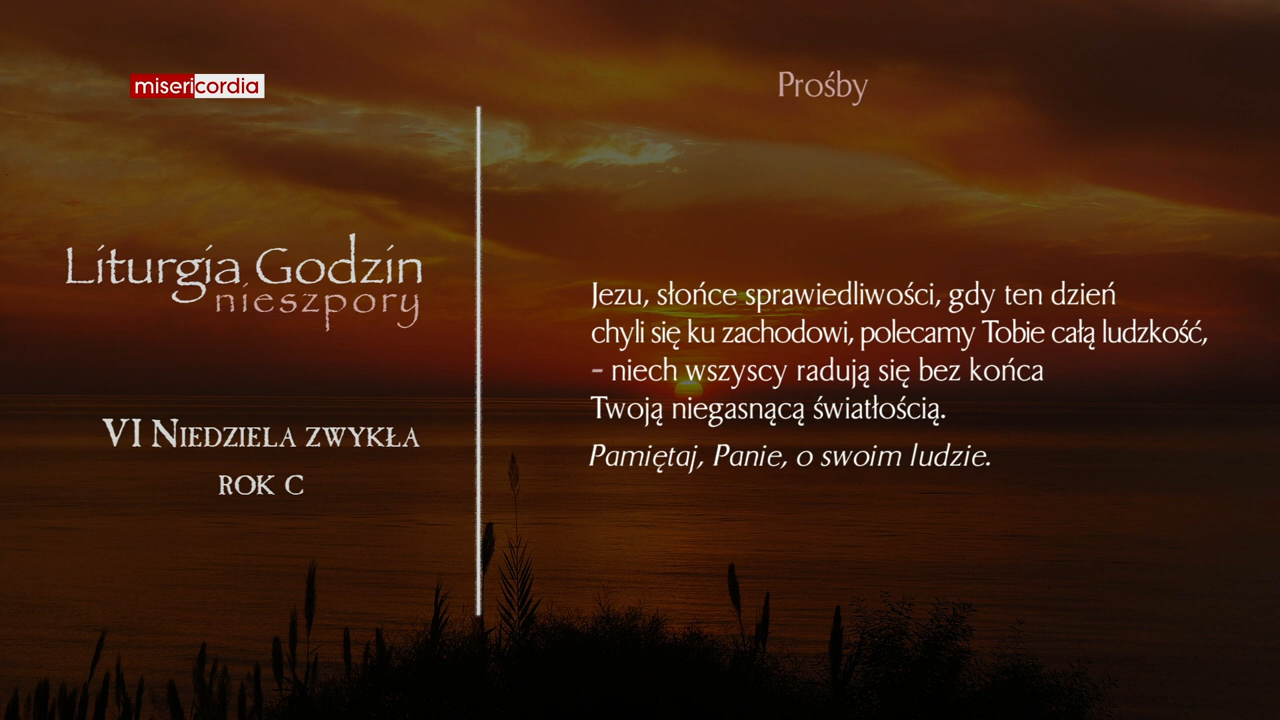 misericordia
Prośby
Liturgia Godzin
nieszpory
VI Niedziela zwykła
rok C
Jezu, słońce sprawiedliwości, gdy ten dzień
chyli się ku zachodowi, polecamy Tobie całą ludzkość,
- niech wszyscy radują się bez końca
Twoją niegasnącą światłością.
Pamiętaj, Panie, o swoim ludzie.